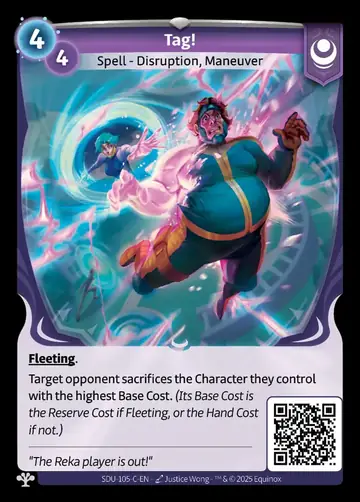 4
4
Tag!
Spell - Disruption, Maneuver
Fleeting.
Target opponent sacrifices the Character they control
with the highest Base Cost. (Its Base Cost is
the Reserve Cost if Fleeting, or the Hand Cost
if not.)
"The Reka player is out!"
SDU-105-C-EN - Justice Wong - ™ & © 2025 Equinox